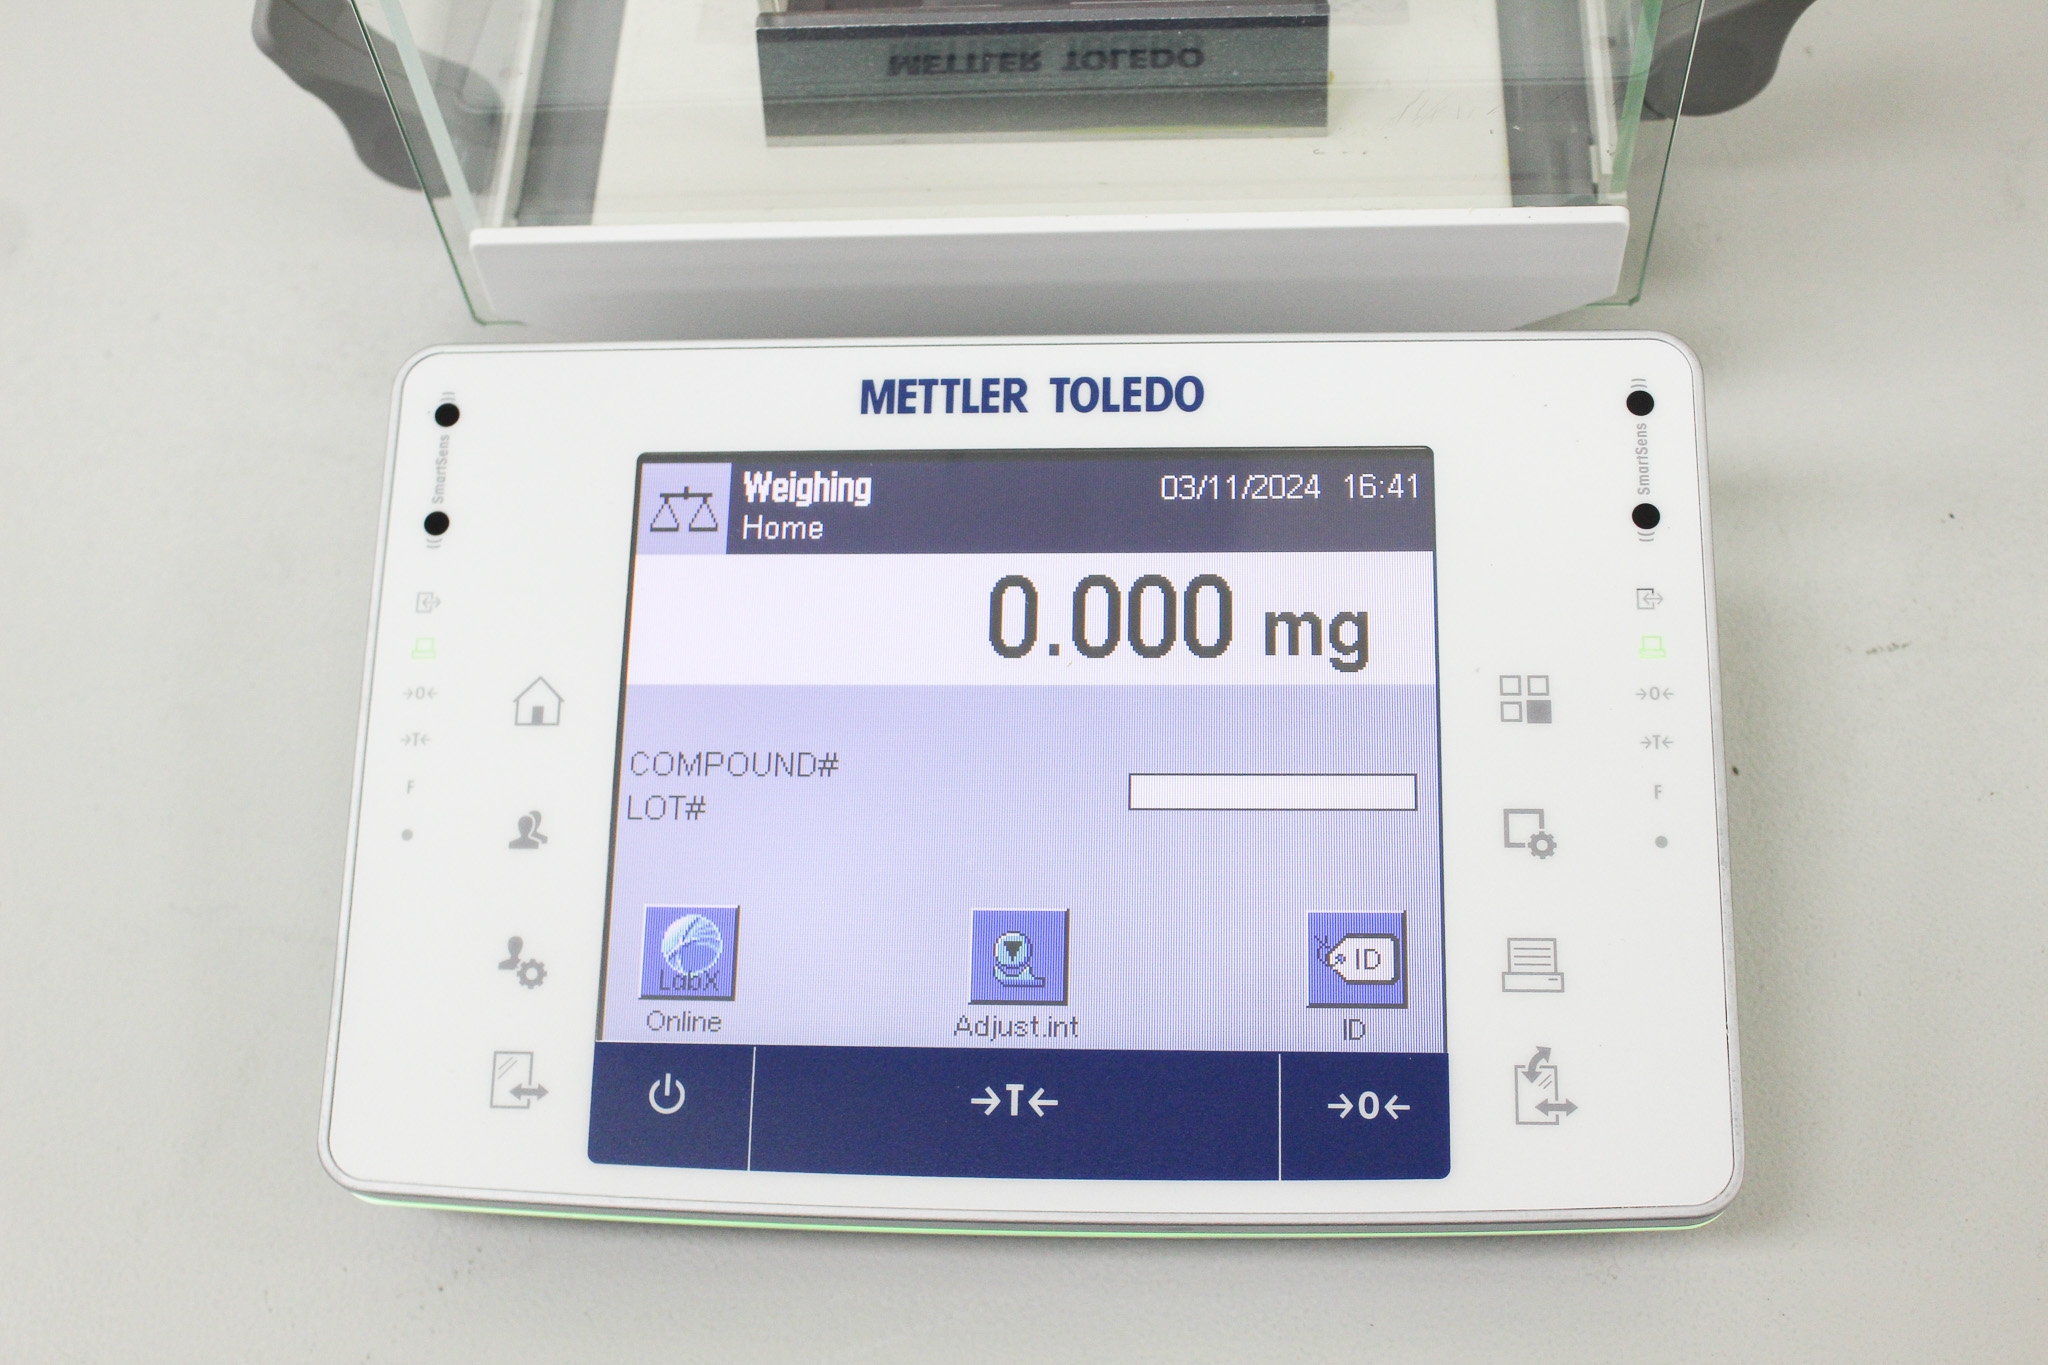 METTLER TOLEDO
METTLER TOLEDO
SmartSens
SmartSens
Weighing
03/11/2024 16:41
Home
0.000 mg
→0←
→0←
→T←
→T←
COMPOUND#
F
F
LOT#
LabX
ID
Online
Adjust.int
ID
→T←
→0←